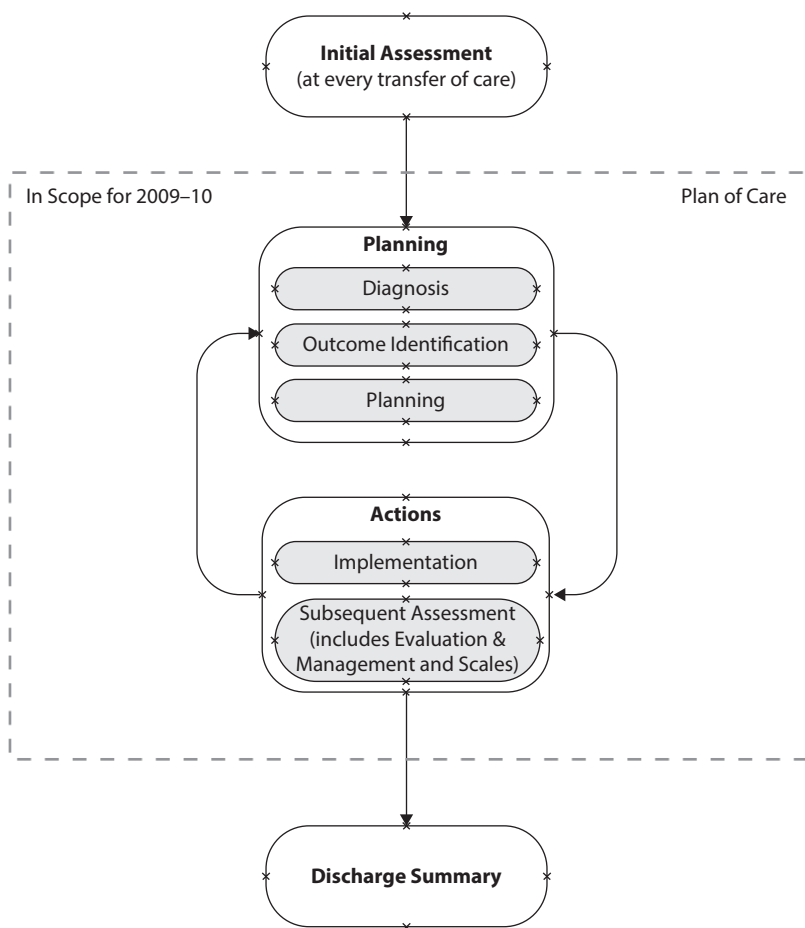 Initial Assessment
(at every transfer of care)
In Scope for 2009–10
Plan of Care
Planning
Diagnosis
Outcome Identification
Planning
Actions
Implementation
Subsequent Assessment
(includes Evaluation &
Management and Scales)
Discharge Summary